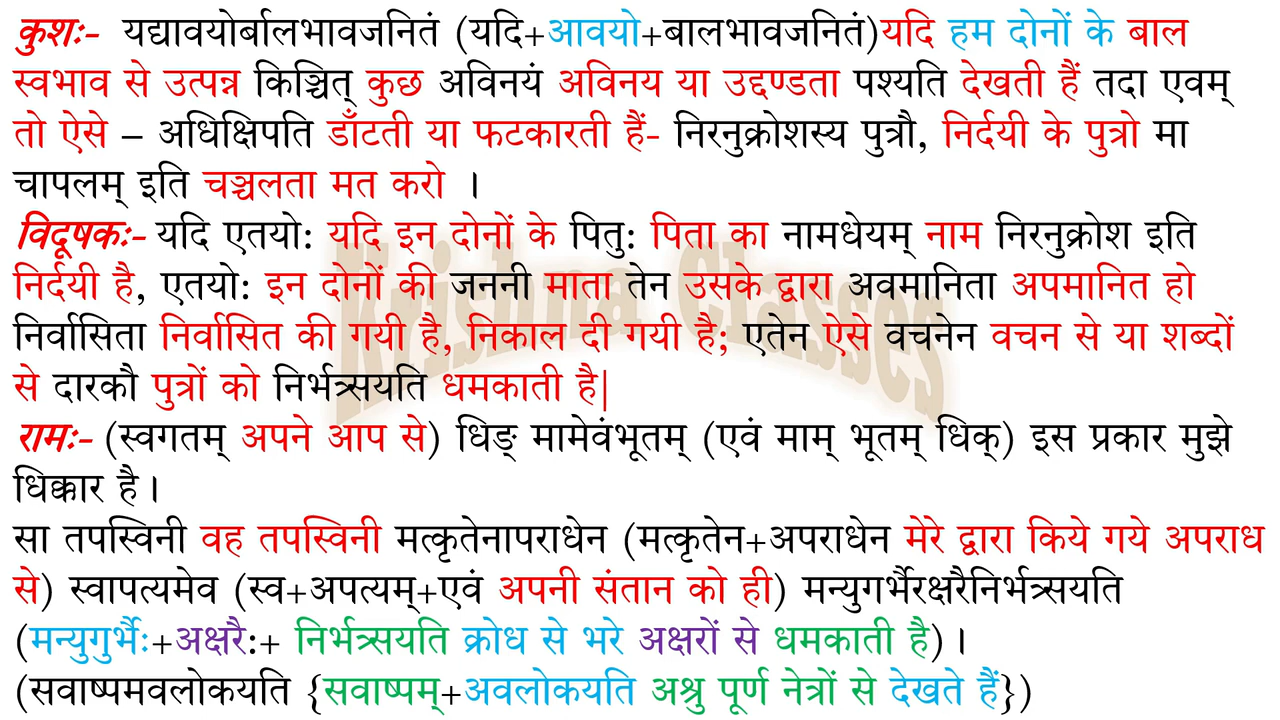 कुशः- यद्यावयोर्बालभावजनितं (यदि+आवयो+बालभावजनितं)यदि हम दोनों के बाल
स्वभाव से उत्पन्न किञ्चित् कुछ अविनयं अविनय या उद्दण्डता पश्यति देखती हैं तदा एवम्
तो ऐसे – अधिक्षिपति डाँटती या फटकारती हैं- निरनुक्रोशस्य पुत्रौ, निर्दयी के पुत्रो मा
चापलम् इति चञ्चलता मत करो ।
विदूषकः- यदि एतयो: यदि इन दोनों के पितु: पिता का नामधेयम् नाम निरनुक्रोश इति
निर्दयी है, एतयो: इन दोनों की जननी माता तेन उसके द्वारा अवमानिता अपमानित हो
निर्वासिता निर्वासित की गयी है, निकाल दी गयी है; एतेन ऐसे वचनेन वचन से या शब्दों
से दारकौ पुत्रों को निर्भत्र्सयति धमकाती है|
रामः- (स्वगतम् अपने आप से) धिङ् मामेवंभूतम् (एवं माम् भूतम् धिक्) इस प्रकार मुझे
धिक्कार है ।
सा तपस्विनी वह तपस्विनी मत्कृतेनापराधेन (मत्कृतेन+अपराधेन मेरे द्वारा किये गये अपराध
से) स्वापत्यमेव (स्व+अपत्यम्+एवं अपनी संतान को ही) मन्युगर्भैरक्षरैनिर्भत्र्सयति
(मन्युगुर्भैः+अक्षरै:+ निर्भत्र्सयति क्रोध से भरे अक्षरों से धमकाती है) ।
(सवाष्पमवलोकयति {सवाष्पम्+अवलोकयति अश्रु पूर्ण नेत्रों से देखते हैं})
Krishna Classes